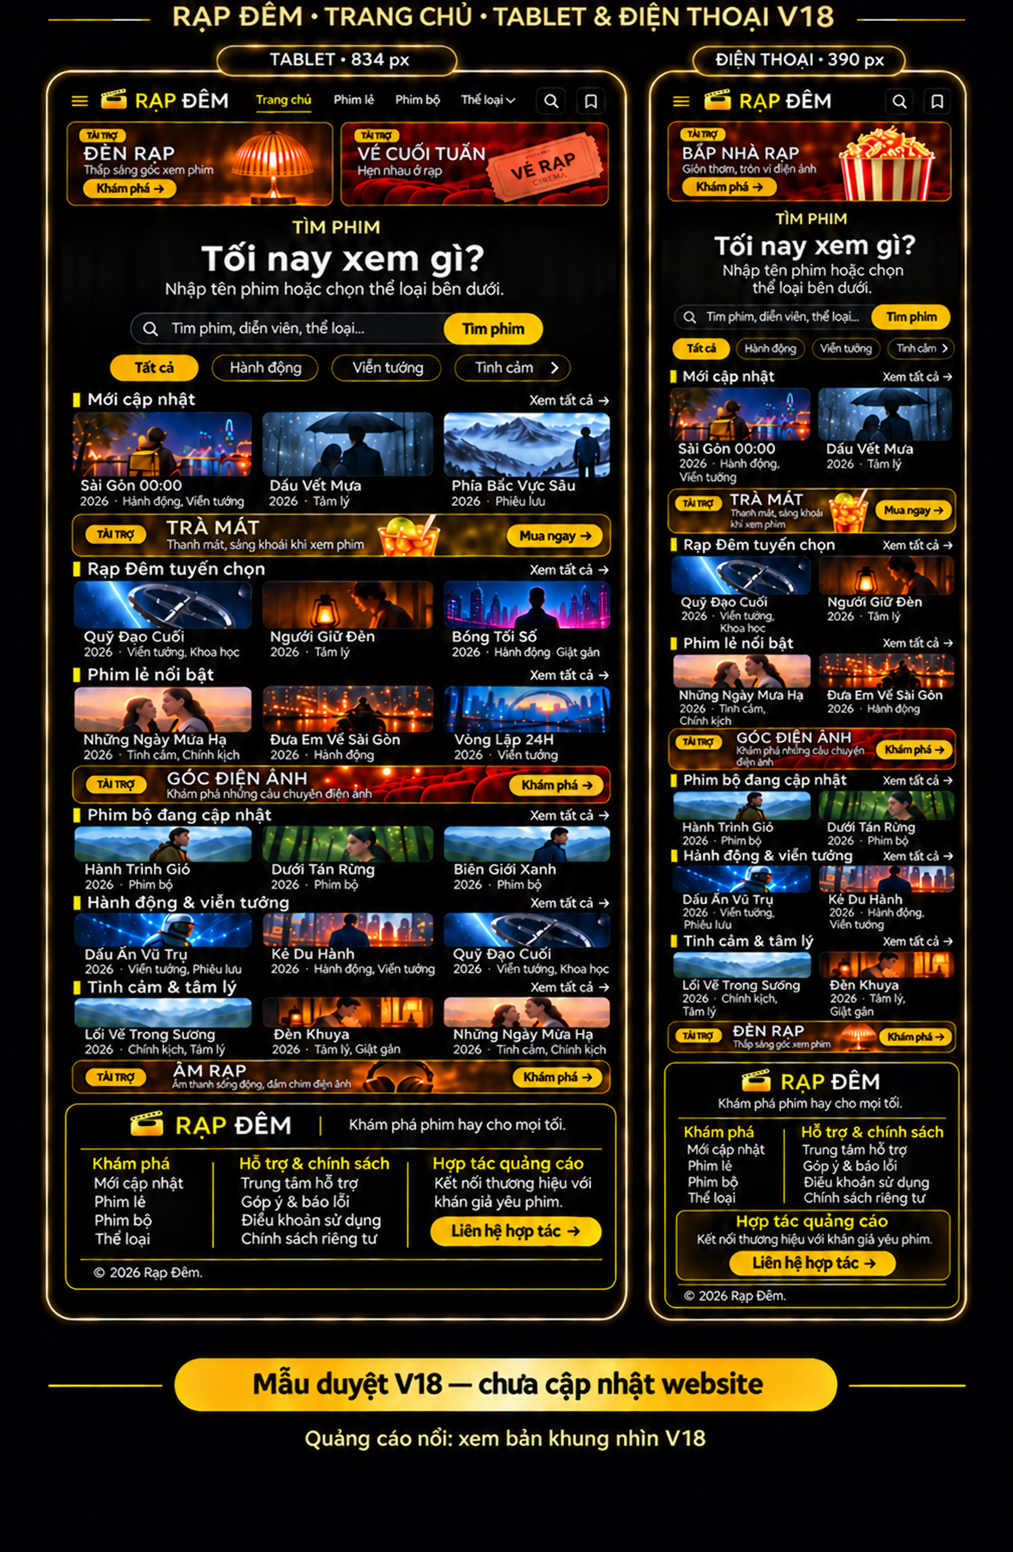 RẠP ĐÊM • TRANG CHỦ • TABLET & ĐIỆN THOẠI V18
TABLET • 834 px
RẠP ĐÊM
Trang chủ
Phim lẻ
Phim bộ
Thể loại
TÀI TRỢ
ĐÈN RẠP
Thắp sáng góc xem phim
Khám phá →
TÀI TRỢ
VÉ CUỐI TUẦN
Hẹn nhau ở rạp
Khám phá →
VÉ RẠP
CINEMA
TÌM PHIM
Tối nay xem gì?
Nhập tên phim hoặc chọn thể loại bên dưới.
Tìm phim, diễn viên, thể loại...
Tìm phim
Tất cả
Hành động
Viễn tưởng
Tình cảm
Mới cập nhật
Xem tất cả →
Sài Gòn 00:00
2026 · Hành động, Viễn tưởng
Dấu Vết Mưa
2026 · Tâm lý
Phía Bắc Vực Sâu
2026 · Phiêu lưu
TÀI TRỢ
TRÀ MÁT
Thanh mát, sảng khoái khi xem phim
Mua ngay →
Rạp Đêm tuyển chọn
Xem tất cả →
Quỹ Đạo Cuối
2026 · Viễn tưởng, Khoa học
Người Giữ Đèn
2026 · Tâm lý
Bóng Tối Số
2026 · Hành động Giật gân
Phim lẻ nổi bật
Xem tất cả →
Những Ngày Mưa Hạ
2026 · Tình cảm, Chính kịch
Đưa Em Về Sài Gòn
2026 · Hành động
Vòng Lặp 24H
2026 · Viễn tưởng
TÀI TRỢ
GÓC ĐIỆN ẢNH
Khám phá những câu chuyện điện ảnh
Khám phá →
Phim bộ đang cập nhật
Xem tất cả →
Hành Trình Gió
2026 · Phim bộ
Dưới Tán Rừng
2026 · Phim bộ
Biên Giới Xanh
2026 · Phim bộ
Hành động & viễn tưởng
Xem tất cả →
Dấu Ấn Vũ Trụ
2026 · Viễn tưởng, Phiêu lưu
Kẻ Du Hành
2026 · Hành động, Viễn tưởng
Quỹ Đạo Cuối
2026 · Viễn tưởng, Khoa học
Tình cảm & tâm lý
Xem tất cả →
Lối Về Trong Sương
2026 · Chính kịch, Tâm lý
Đèn Khuya
2026 · Tâm lý, Giật gân
Những Ngày Mưa Hạ
2026 · Tình cảm, Chính kịch
TÀI TRỢ
ÂM RẠP
Âm thanh sống động, đắm chìm điện ảnh
Khám phá →
RẠP ĐÊM
Khám phá phim hay cho mọi tối.
Khám phá
Mới cập nhật
Phim lẻ
Phim bộ
Thể loại
Hỗ trợ & chính sách
Trung tâm hỗ trợ
Góp ý & báo lỗi
Điều khoản sử dụng
Chính sách riêng tư
Hợp tác quảng cáo
Kết nối thương hiệu với
khán giả yêu phim.
Liên hệ hợp tác →
© 2026 Rạp Đêm.
ĐIỆN THOẠI • 390 px
RẠP ĐÊM
TÀI TRỢ
BẮP NHÀ RẠP
Giòn thơm, tròn vị điện ảnh
Khám phá →
TÌM PHIM
Tối nay xem gì?
Nhập tên phim hoặc chọn
thể loại bên dưới.
Tìm phim, diễn viên, thể loại...
Tìm phim
Tất cả
Hành động
Viễn tưởng
Tình cảm
Mới cập nhật
Xem tất cả →
Sài Gòn 00:00
2026 · Hành động,
Viễn tưởng
Dấu Vết Mưa
2026 · Tâm lý
TÀI TRỢ
TRÀ MÁT
Thanh mát, sảng khoái
khi xem phim
Mua ngay →
Rạp Đêm tuyển chọn
Xem tất cả →
Quỹ Đạo Cuối
2026 · Viễn tưởng,
Khoa học
Người Giữ Đèn
2026 · Tâm lý
Phim lẻ nổi bật
Xem tất cả →
Những Ngày Mưa Hạ
2026 · Tình cảm,
Chính kịch
Đưa Em Về Sài Gòn
2026 · Hành động
TÀI TRỢ
GÓC ĐIỆN ẢNH
Khám phá những câu chuyện
điện ảnh
Khám phá →
Phim bộ đang cập nhật
Xem tất cả →
Hành Trình Gió
2026 · Phim bộ
Dưới Tán Rừng
2026 · Phim bộ
Hành động & viễn tưởng
Xem tất cả →
Dấu Ấn Vũ Trụ
2026 · Viễn tưởng,
Phiêu lưu
Kẻ Du Hành
2026 · Hành động,
Viễn tưởng
Tình cảm & tâm lý
Xem tất cả →
Lối Về Trong Sương
2026 · Chính kịch,
Tâm lý
Đèn Khuya
2026 · Tâm lý,
Giật gân
TÀI TRỢ
ĐÈN RẠP
Thắp sáng góc xem phim
Khám phá →
RẠP ĐÊM
Khám phá phim hay cho mọi tối.
Khám phá
Mới cập nhật
Phim lẻ
Phim bộ
Thể loại
Hỗ trợ & chính sách
Trung tâm hỗ trợ
Góp ý & báo lỗi
Điều khoản sử dụng
Chính sách riêng tư
Hợp tác quảng cáo
Kết nối thương hiệu với khán giả yêu phim.
Liên hệ hợp tác →
© 2026 Rạp Đêm.
Mẫu duyệt V18 — chưa cập nhật website
Quảng cáo nổi: xem bản khung nhìn V18